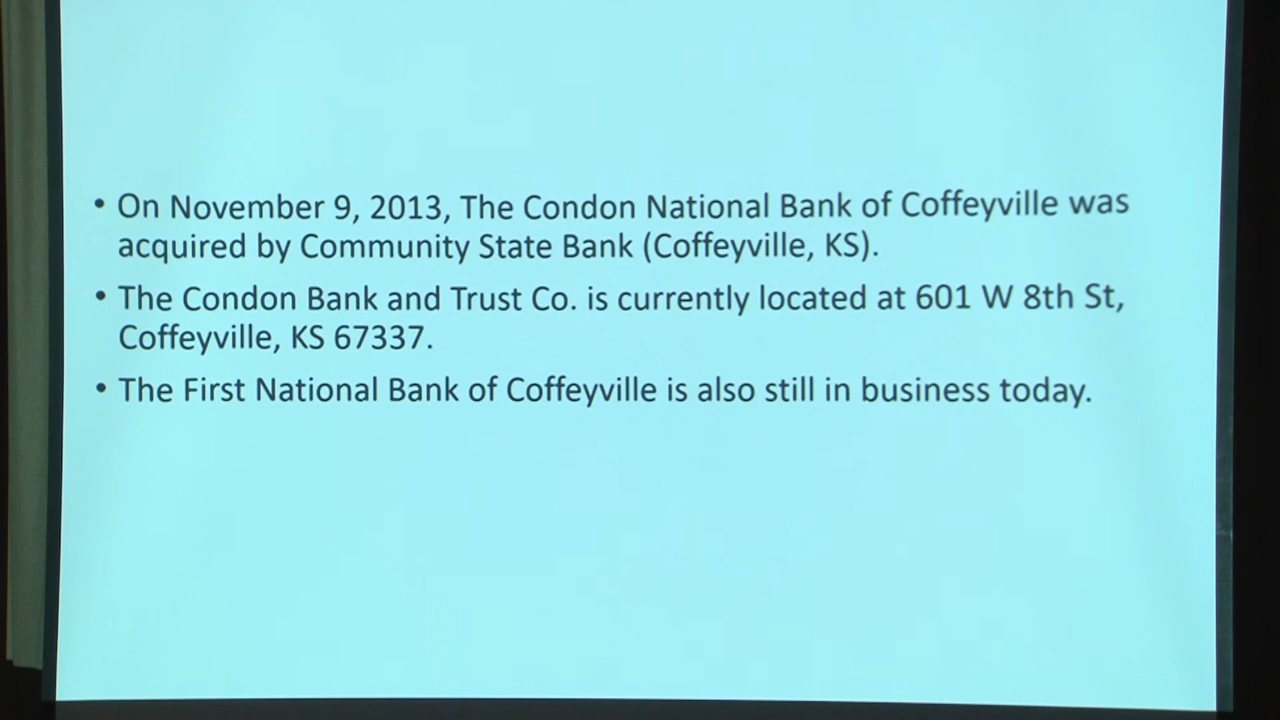 • On November 9, 2013, The Condon National Bank of Coffeyville was
acquired by Community State Bank (Coffeyville, KS).
• The Condon Bank and Trust Co. is currently located at 601 W 8th St,
Coffeyville, KS 67337.
• The First National Bank of Coffeyville is also still in business today.